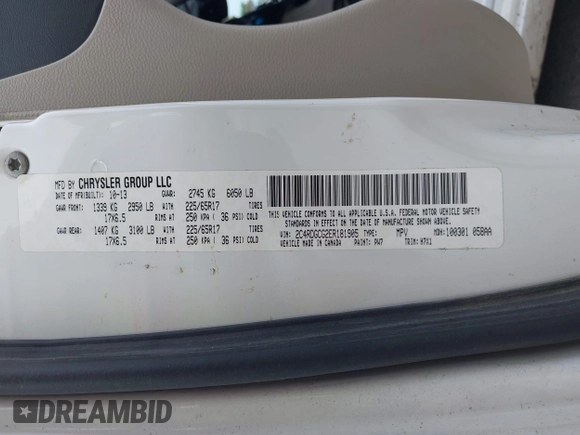 MFD BY CHRYSLER GROUP LLC
DATE OF MFR(BUILT): 10-13 GVWR: 2745 KG 6050 LB
GAWR FRONT: 1339 KG 2950 LB WITH 225/65R17 TIRES
17X6.5 RIMS AT 250 KPA ( 36 PSI) COLD
GAWR REAR: 1407 KG 3100 LB WITH 225/65R17 TIRES
17X6.5 RIMS AT 250 KPA ( 36 PSI) COLD
THIS VEHICLE CONFORMS TO ALL APPLICABLE U.S.A. FEDERAL MOTOR VEHICLE SAFETY
STANDARDS IN EFFECT ON THE DATE OF MANUFACTURE SHOWN ABOVE.
VIN: 2C4RDGCG2ER181905 TYPE: MPV MDH: 100301 058AA
VEHICLE MADE IN CANADA PAINT: PW7 TRIM: H7X1
DREAMBID